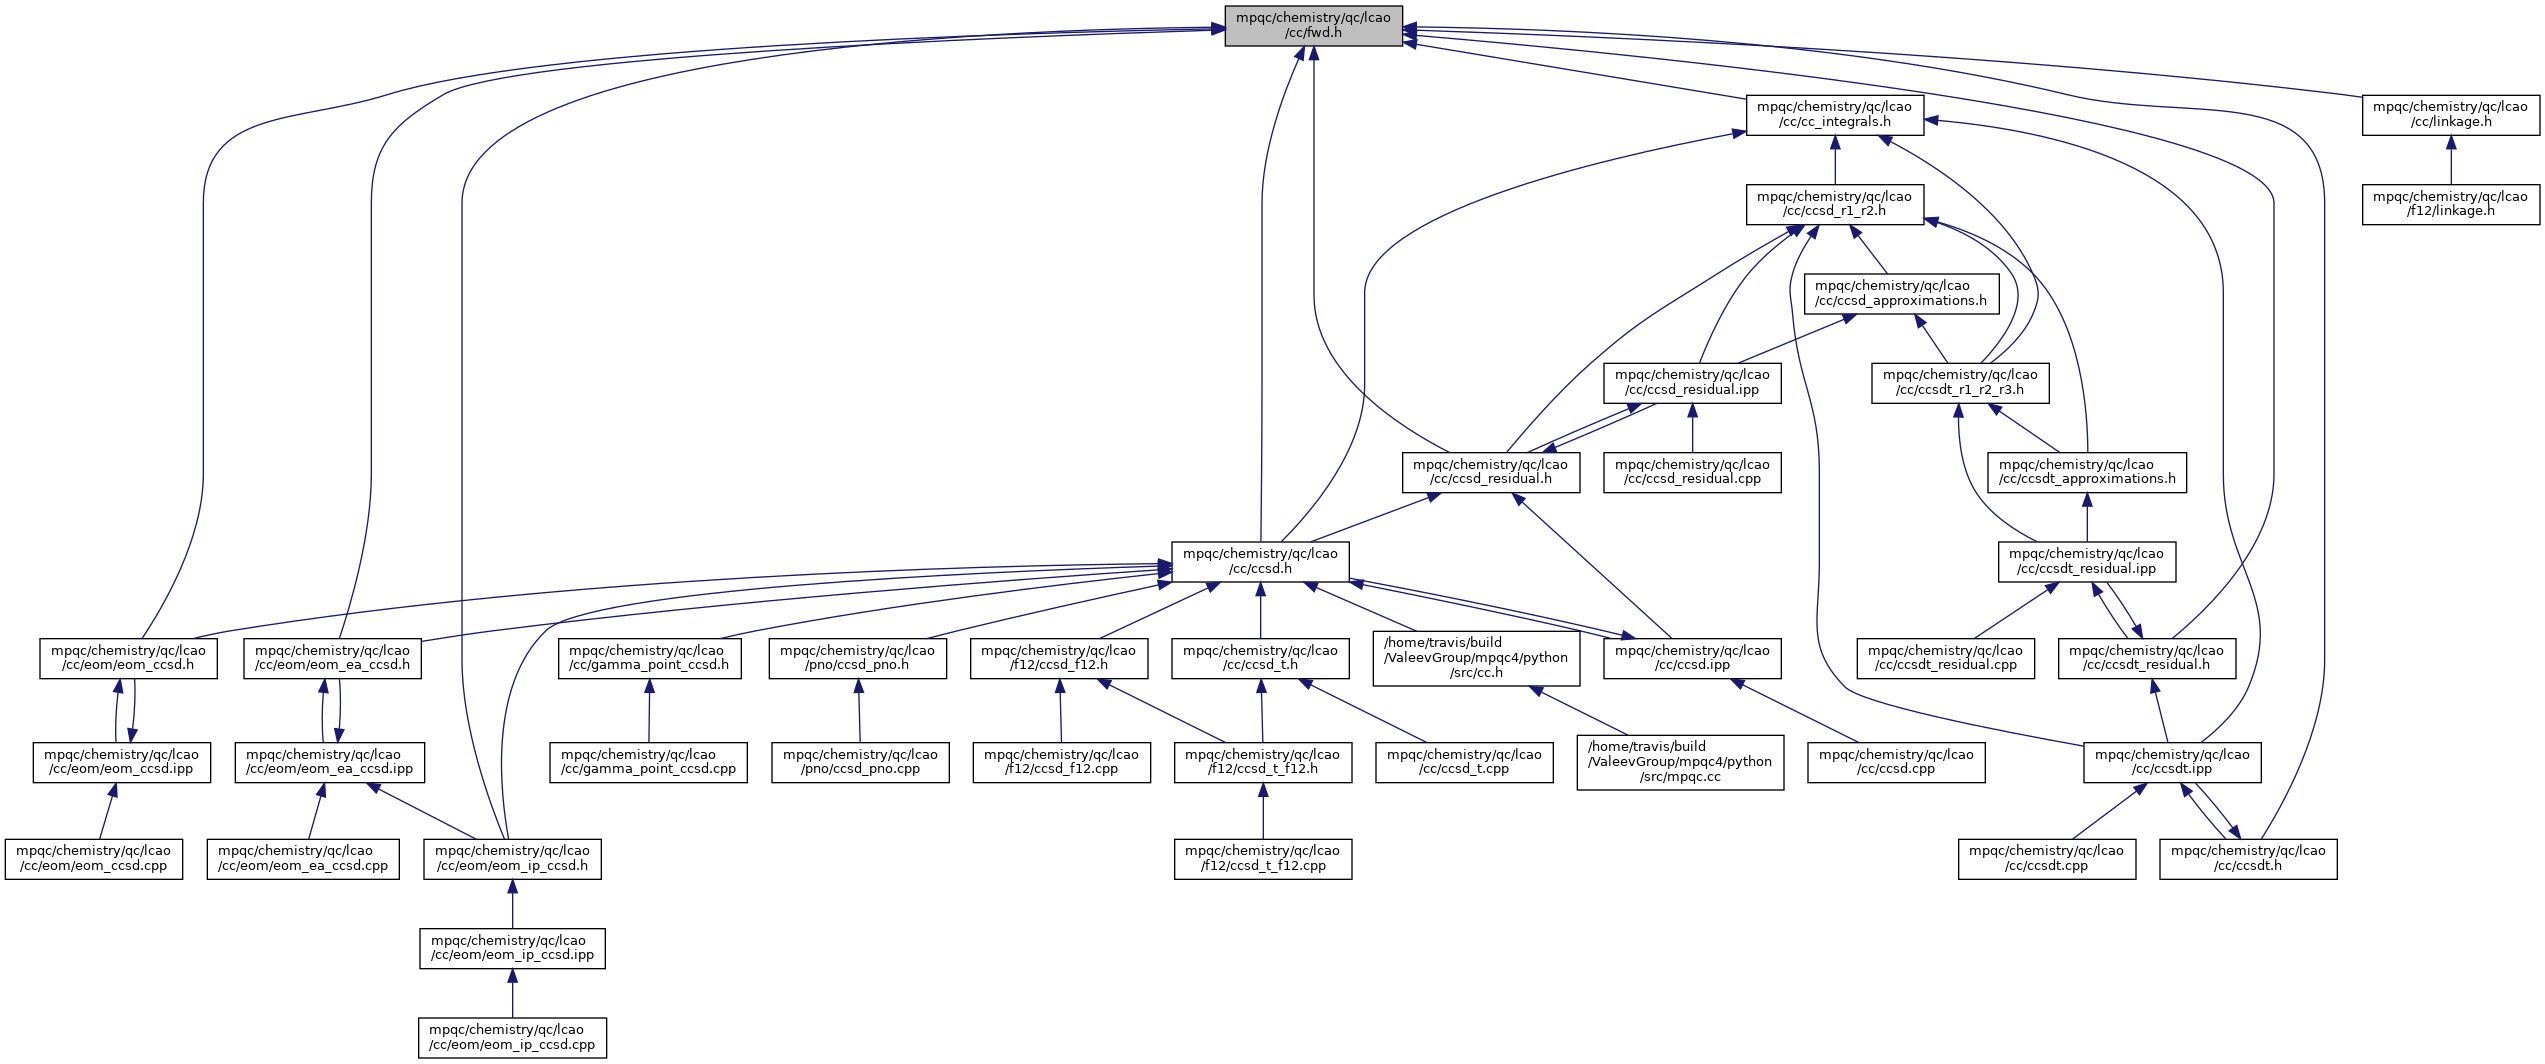 mpqc/chemistry/qc/lcao
/cc/fwd.h
mpqc/chemistry/qc/lcao
/cc/cc_integrals.h
mpqc/chemistry/qc/lcao
/cc/linkage.h
mpqc/chemistry/qc/lcao
/cc/ccsd_r1_r2.h
mpqc/chemistry/qc/lcao
/f12/linkage.h
mpqc/chemistry/qc/lcao
/cc/ccsd_approximations.h
mpqc/chemistry/qc/lcao
/cc/ccsd_residual.ipp
mpqc/chemistry/qc/lcao
/cc/ccsdt_r1_r2_r3.h
mpqc/chemistry/qc/lcao
/cc/ccsd_residual.h
mpqc/chemistry/qc/lcao
/cc/ccsd_residual.cpp
mpqc/chemistry/qc/lcao
/cc/ccsdt_approximations.h
mpqc/chemistry/qc/lcao
/cc/ccsd.h
mpqc/chemistry/qc/lcao
/cc/ccsdt_residual.ipp
mpqc/chemistry/qc/lcao
/cc/eom/eom_ccsd.h
mpqc/chemistry/qc/lcao
/cc/eom/eom_ea_ccsd.h
mpqc/chemistry/qc/lcao
/cc/gamma_point_ccsd.h
mpqc/chemistry/qc/lcao
/pno/ccsd_pno.h
mpqc/chemistry/qc/lcao
/f12/ccsd_f12.h
mpqc/chemistry/qc/lcao
/cc/ccsd_t.h
/home/travis/build
/ValeevGroup/mpqc4/python
/src/cc.h
mpqc/chemistry/qc/lcao
/cc/ccsd.ipp
mpqc/chemistry/qc/lcao
/cc/ccsdt_residual.cpp
mpqc/chemistry/qc/lcao
/cc/ccsdt_residual.h
mpqc/chemistry/qc/lcao
/cc/eom/eom_ccsd.ipp
mpqc/chemistry/qc/lcao
/cc/eom/eom_ea_ccsd.ipp
mpqc/chemistry/qc/lcao
/cc/gamma_point_ccsd.cpp
mpqc/chemistry/qc/lcao
/pno/ccsd_pno.cpp
mpqc/chemistry/qc/lcao
/f12/ccsd_f12.cpp
mpqc/chemistry/qc/lcao
/f12/ccsd_t_f12.h
mpqc/chemistry/qc/lcao
/cc/ccsd_t.cpp
/home/travis/build
/ValeevGroup/mpqc4/python
/src/mpqc.cc
mpqc/chemistry/qc/lcao
/cc/ccsd.cpp
mpqc/chemistry/qc/lcao
/cc/ccsdt.ipp
mpqc/chemistry/qc/lcao
/cc/eom/eom_ccsd.cpp
mpqc/chemistry/qc/lcao
/cc/eom/eom_ea_ccsd.cpp
mpqc/chemistry/qc/lcao
/cc/eom/eom_ip_ccsd.h
mpqc/chemistry/qc/lcao
/f12/ccsd_t_f12.cpp
mpqc/chemistry/qc/lcao
/cc/ccsdt.cpp
mpqc/chemistry/qc/lcao
/cc/ccsdt.h
mpqc/chemistry/qc/lcao
/cc/eom/eom_ip_ccsd.ipp
mpqc/chemistry/qc/lcao
/cc/eom/eom_ip_ccsd.cpp